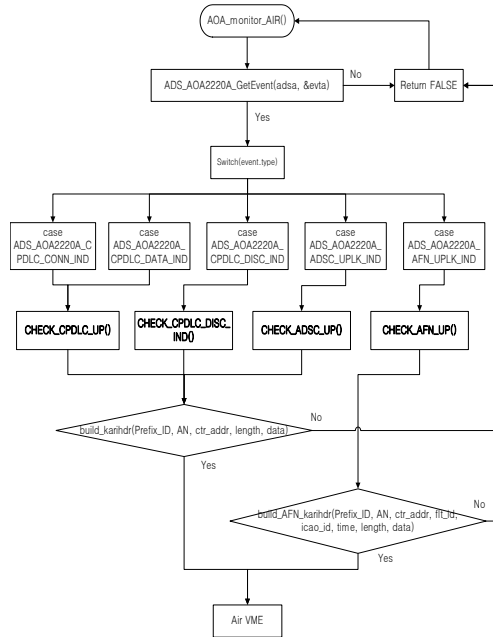 AOA_monitor_AIR()
ADS_AOA2220A_GetEvent(adsa, &evta)
No
Return FALSE
Yes
Switch(event.type)
case
ADS_AOA2220A_C
PDLC_CONN_IND
case
ADS_AOA2220A_
CPDLC_DATA_IND
case
ADS_AOA2220A_
CPDLC_DISC_IND
case
ADS_AOA2220A_
ADSC_UPLK_IND
case
ADS_AOA2220A_
AFN_UPLK_IND
CHECK_CPDLC_UP()
CHECK_CPDLC_DISC_
IND()
CHECK_ADSC_UP()
CHECK_AFN_UP()
build_karihdr(Prefix_ID, AN, ctr_addr, length, data)
No
Yes
build_AFN_karihdr(Prefix_ID, AN, ctr_addr, flt_id,
icao_id, time, length, data)
No
Yes
Air VME